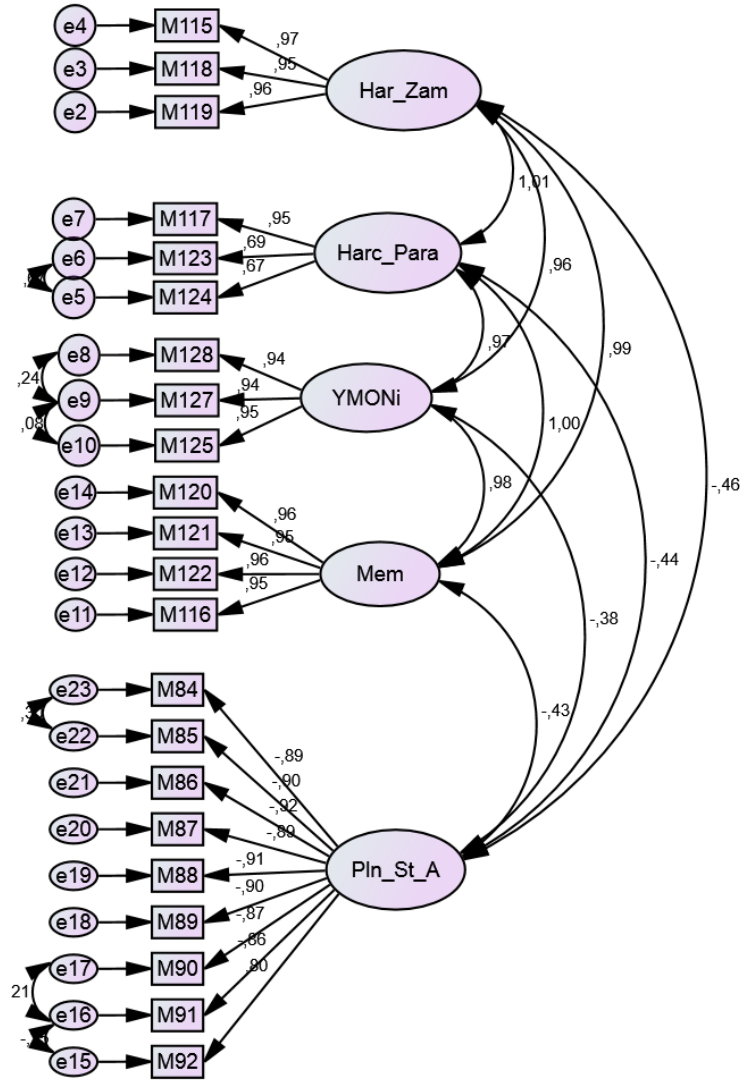 e4 M115 ,97
e3 M118 ,95 Har_Zam
e2 M119 ,96
1,01
e7 M117 ,95
e6 M123 ,69 Harc_Para ,96
e5 M124 ,67
,97 ,99
e8 M128 ,94
,24 e9 M127 ,94 YMONi
,08 e10 M125 ,95
1,00
,98 -,46
e14 M120 ,96
e13 M121 ,95
e12 M122 ,96 Mem -,44
e11 M116 ,95
-,38
e23 M84
e22 M85 -,43
-,89
e21 M86 -,90
-,92
e20 M87 -,89
e19 M88 -,91 Pln_St_A
-,90
e18 M89 -,87
-,86
e17 M90 ,80
21
e16 M91
e15 M92